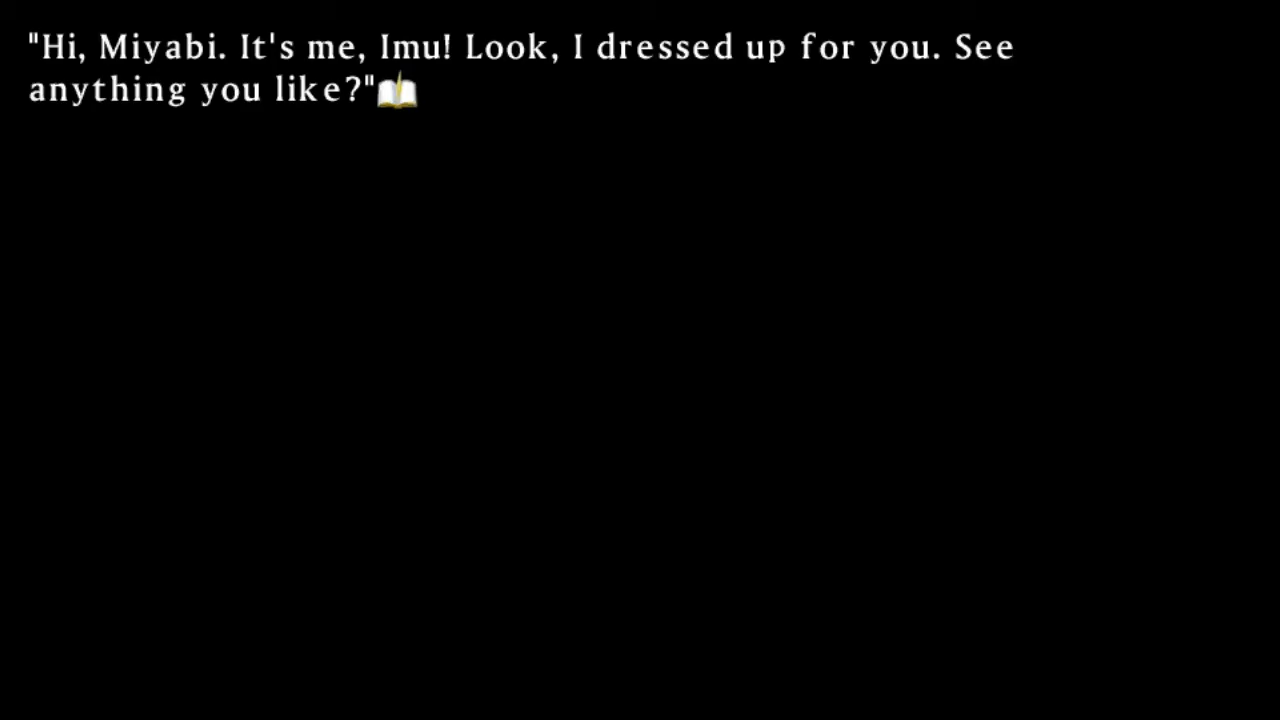 "Hi, Miyabi. It's me, Imu! Look, I dressed up for you. See
anything you like?"